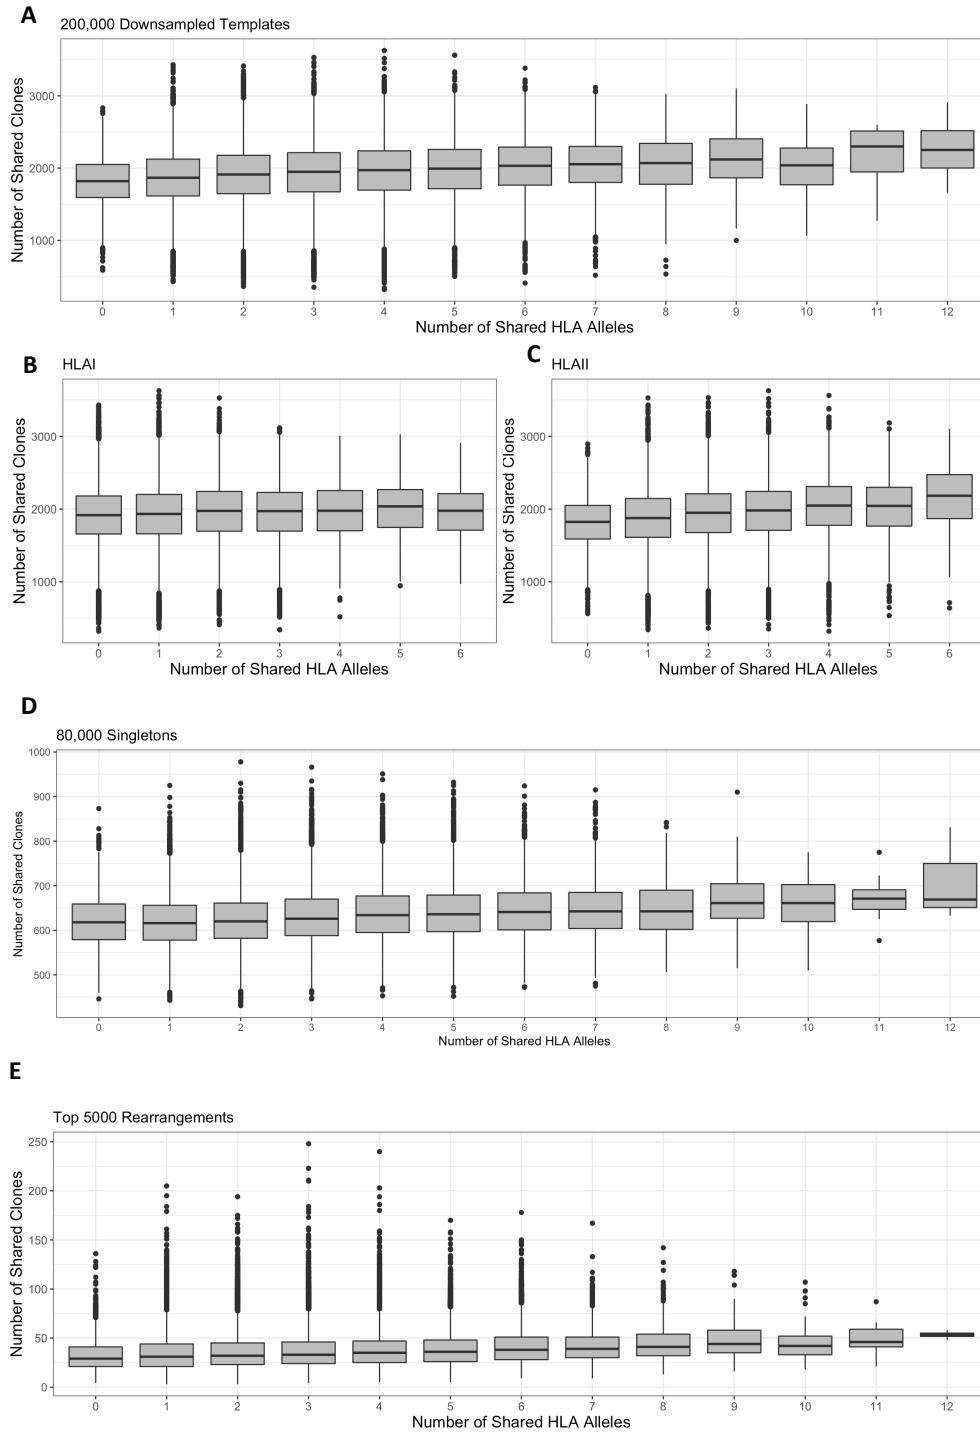 A
200,000 Downsampled Templates
Number of Shared Clones
3000
2000
1000
0 1 2 3 4 5 6 7 8 9 10 11 12
Number of Shared HLA Alleles
B
HLAI
Number of Shared Clones
3000
2000
1000
0 1 2 3 4 5 6
Number of Shared HLA Alleles
C
HLAII
Number of Shared Clones
3000
2000
1000
0 1 2 3 4 5 6
Number of Shared HLA Alleles
D
80,000 Singletons
Number of Shared Clones
1000
900
800
700
600
500
0 1 2 3 4 5 6 7 8 9 10 11 12
Number of Shared HLA Alleles
E
Top 5000 Rearrangements
Number of Shared Clones
250
200
150
100
50
0
0 1 2 3 4 5 6 7 8 9 10 11 12
Number of Shared HLA Alleles